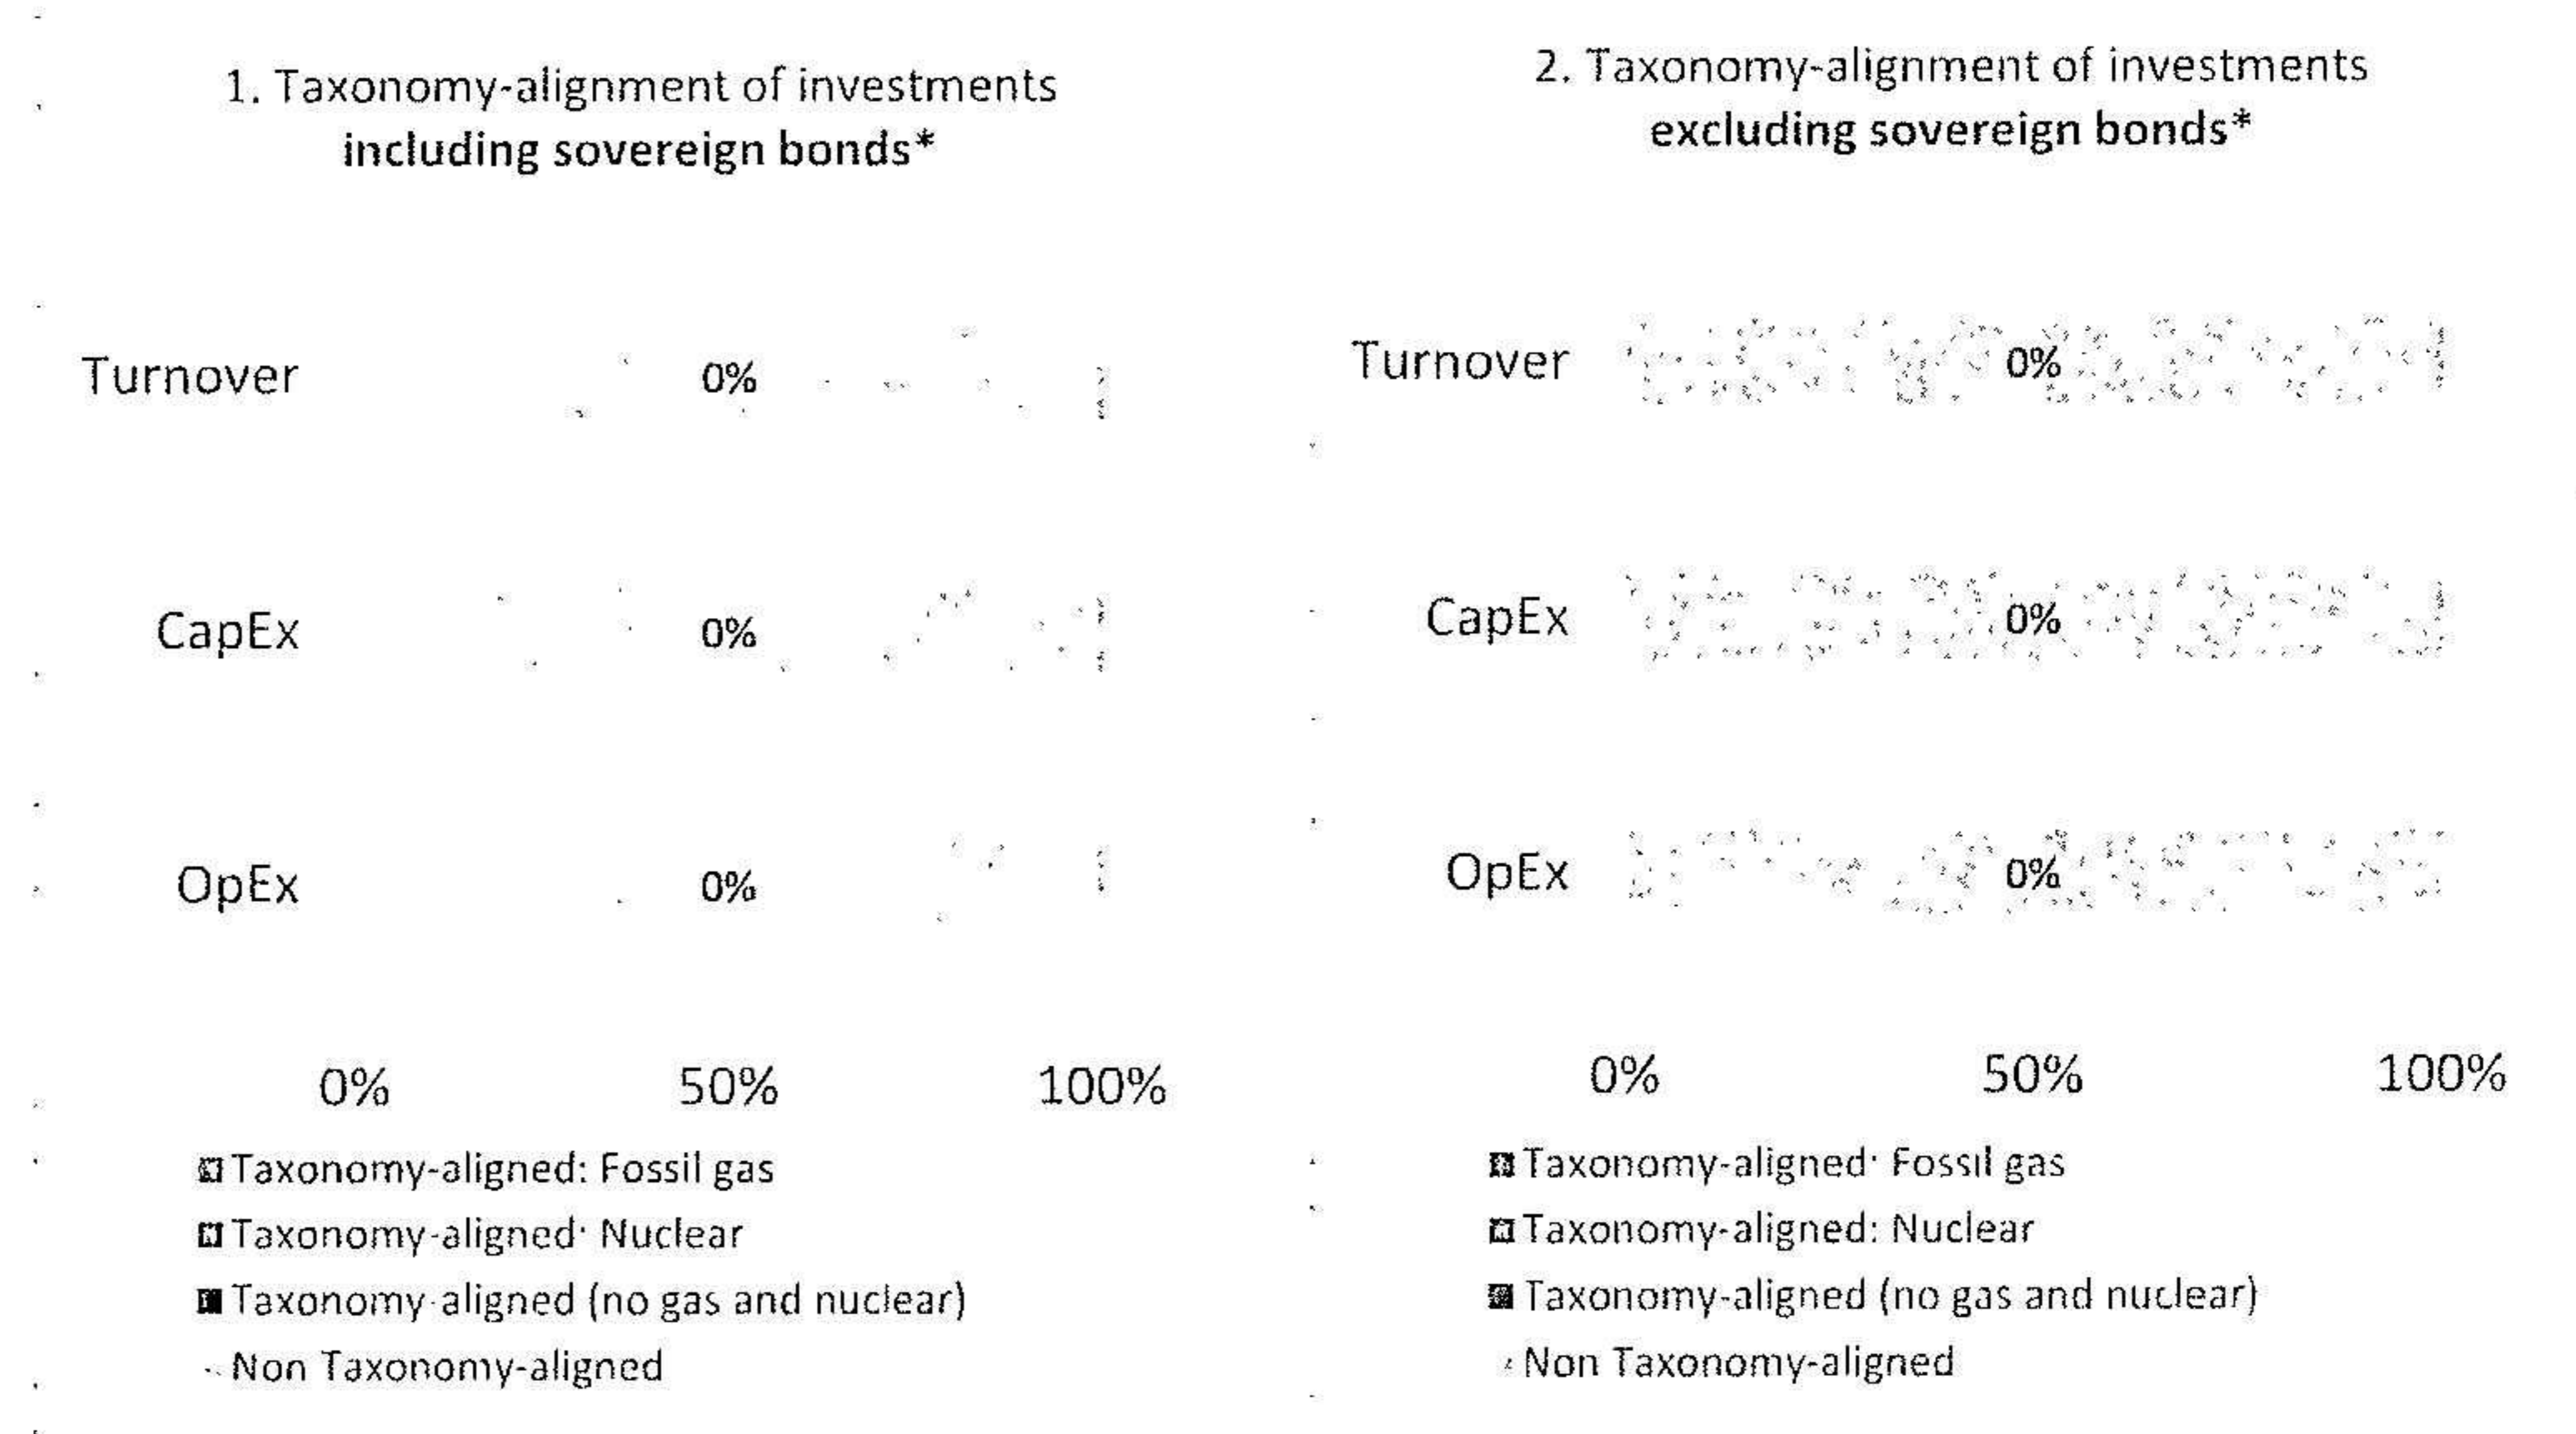 1. Taxonomy-alignment of investments
including sovereign bonds*
Turnover 0%
CapEx 0%
OpEx 0%
0% 50% 100%
Taxonomy-aligned: Fossil gas
Taxonomy-aligned: Nuclear
Taxonomy-aligned (no gas and nuclear)
Non Taxonomy-aligned
2. Taxonomy-alignment of investments
excluding sovereign bonds*
Turnover 0%
CapEx 0%
OpEx 0%
0% 50% 100%
Taxonomy-aligned: Fossil gas
Taxonomy-aligned: Nuclear
Taxonomy-aligned (no gas and nuclear)
Non Taxonomy-aligned